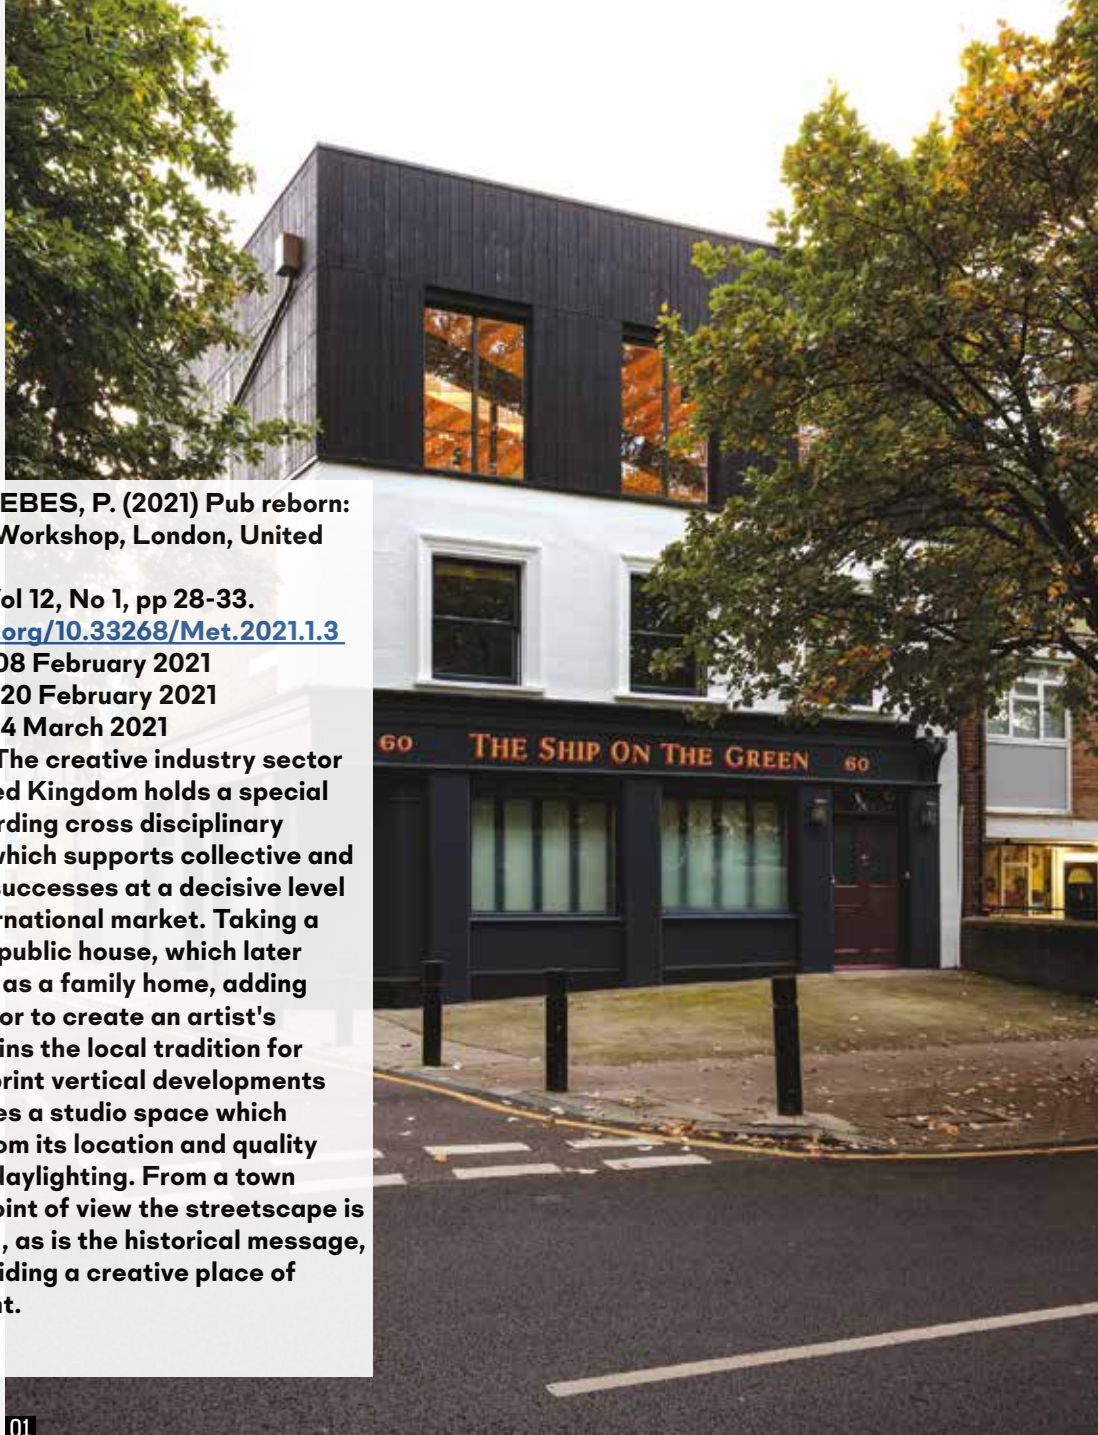 EBES, P. (2021) Pub reborn:
Workshop, London, United
ol 12, No 1, pp 28-33.
.org/10.33268/Met.2021.1.3
08 February 2021
20 February 2021
4 March 2021
The creative industry sector
ed Kingdom holds a special
rding cross disciplinary
which supports collective and
successes at a decisive level
rnational market. Taking a
public house, which later
as a family home, adding
or to create an artist's
ins the local tradition for
print vertical developments
es a studio space which
om its location and quality
daylighting. From a town
oint of view the streetscape is
, as is the historical message,
iding a creative place of
t.
60 THE SHIP ON THE GREEN 60
01